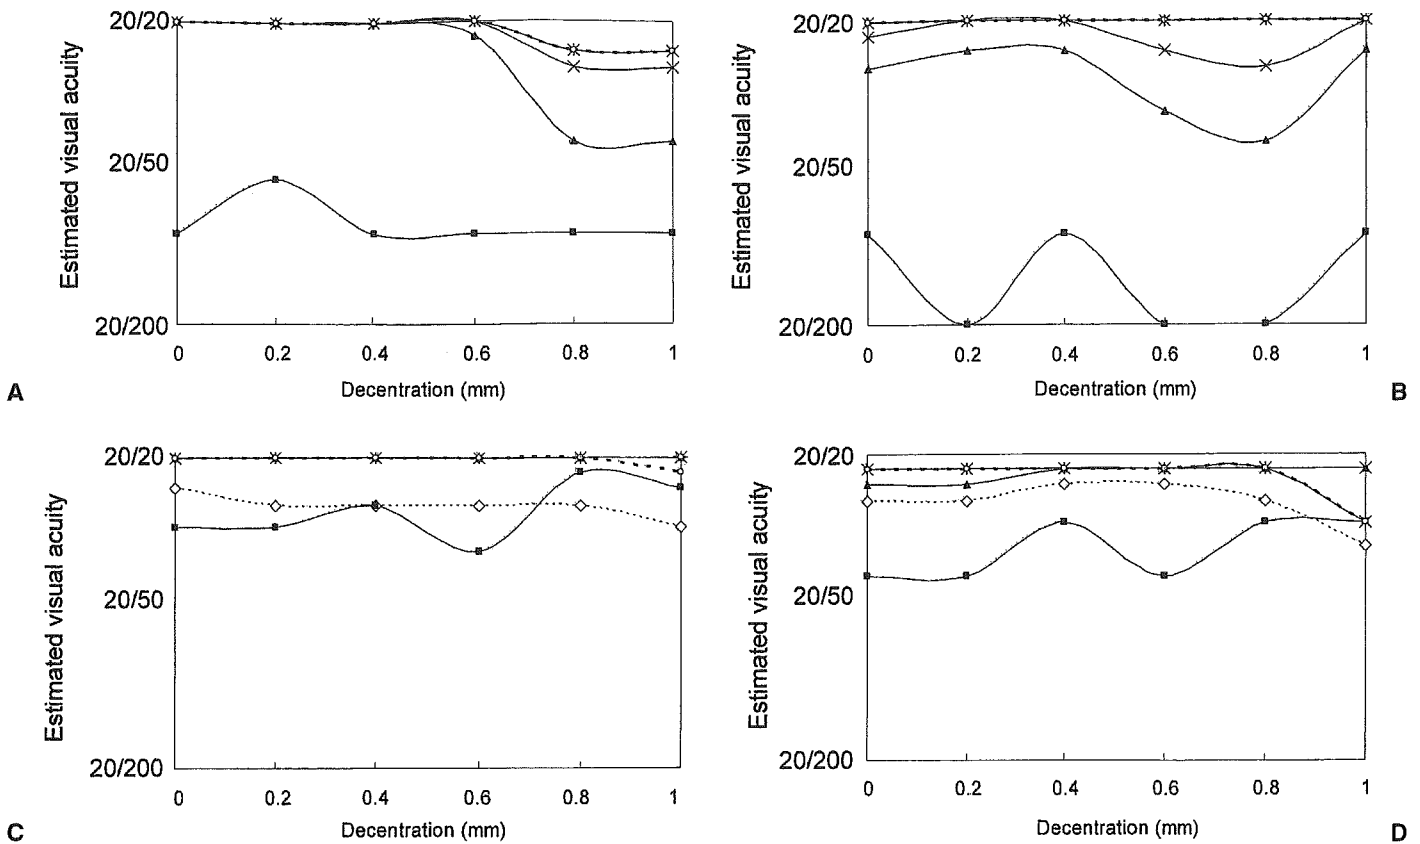 20/20
20/50
20/200
Estimated visual acuity
0 0.2 0.4 0.6 0.8 1
Decentration (mm)
A
20/20
20/50
20/200
Estimated visual acuity
0 0.2 0.4 0.6 0.8 1
Decentration (mm)
B
20/20
20/50
20/200
Estimated visual acuity
0 0.2 0.4 0.6 0.8 1
Decentration (mm)
C
20/20
20/50
20/200
Estimated visual acuity
0 0.2 0.4 0.6 0.8 1
Decentration (mm)
D